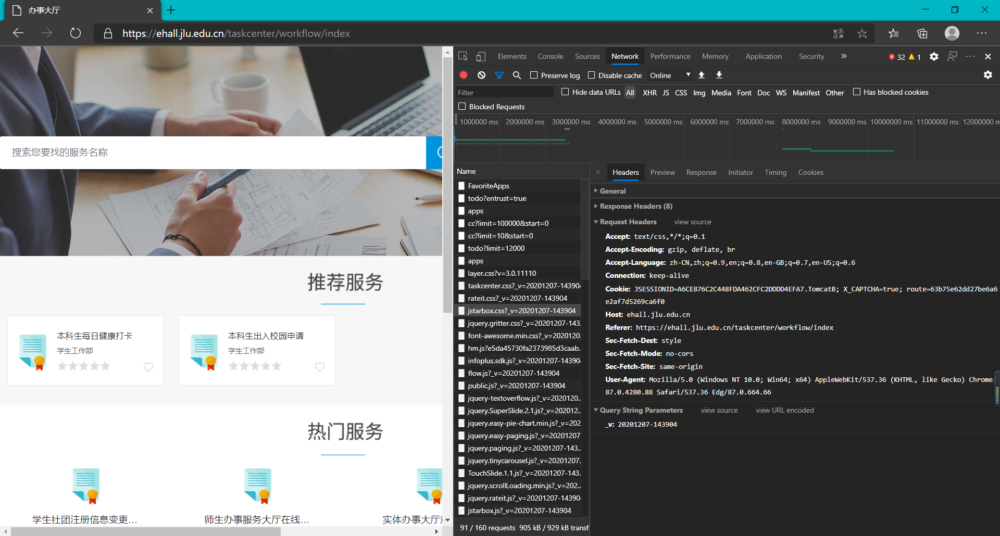 办事大厅
https://ehall.jlu.edu.cn/taskcenter/workflow/index
搜索您要找的服务名称
推荐服务
本科生每日健康打卡
学生工作部
本科生出入校园申请
学生工作部
热门服务
学生社团注册信息变更...
师生办事服务大厅在线...
实体办事大厅
Elements Console Sources Network Performance Memory Application Security » 32 1
Preserve log Disable cache Online
Filter Hide data URLs All XHR JS CSS Img Media Font Doc WS Manifest Other Has blocked cookies
Blocked Requests
1000000 ms 2000000 ms 3000000 ms 4000000 ms 5000000 ms 6000000 ms 7000000 ms 8000000 ms 9000000 ms 10000000 ms 11000000 ms 12000000 m
Name
FavoriteApps
todo?entrust=true
apps
cc?limit=100000&start=0
cc?limit=10&start=0
todo?limit=12000
apps
layer.css?v=3.0.11110
taskcenter.css?_v=20201207-143904
rateit.css?_v=20201207-143904
jstarbox.css?_v=20201207-143904
jquery.gritter.css?_v=20201207-143...
font-awesome.min.css?_v=2020120...
hm.js?e5da45730fa2373985d3caab...
infoplus.sdk.js?_v=20201207-14390
flow.js?_v=20201207-143904
public.js?_v=20201207-143904
jquery-textoverflow.js?_v=2020120...
jquery.SuperSlide.2.1.js?_v=202012...
jquery.easy-pie-chart.min.js?_v=202
jquery.easy-paging.js?_v=20201207
jquery.paging.js?_v=20201207-143...
jquery.tinycarousel.js?_v=20201207...
TouchSlide.1.1.js?_v=20201207-143...
jquery.scrollLoading.min.js?_v=202...
jquery.rateit.js?_v=20201207-14390
jstarbox.js?_v=20201207-143904
91 / 160 requests 905 kB / 929 kB transf
× Headers Preview Response Initiator Timing Cookies
General
Response Headers (8)
Request Headers view source
Accept: text/css,*/*;q=0.1
Accept-Encoding: gzip, deflate, br
Accept-Language: zh-CN,zh;q=0.9,en;q=0.8,en-GB;q=0.7,en-US;q=0.6
Connection: keep-alive
Cookie: JSESSIONID=A6CE876C2C448FDA462CFC2DDDD4EFA7.TomcatB; X_CAPTCHA=true; route=63b75e62dd27be6a6
e2af7d5269ca6f0
Host: ehall.jlu.edu.cn
Referer: https://ehall.jlu.edu.cn/taskcenter/workflow/index
Sec-Fetch-Dest: style
Sec-Fetch-Mode: no-cors
Sec-Fetch-Site: same-origin
User-Agent: Mozilla/5.0 (Windows NT 10.0; Win64; x64) AppleWebKit/537.36 (KHTML, like Gecko) Chrome/
87.0.4280.88 Safari/537.36 Edg/87.0.664.66
Query String Parameters view source view URL encoded
_v: 20201207-143904